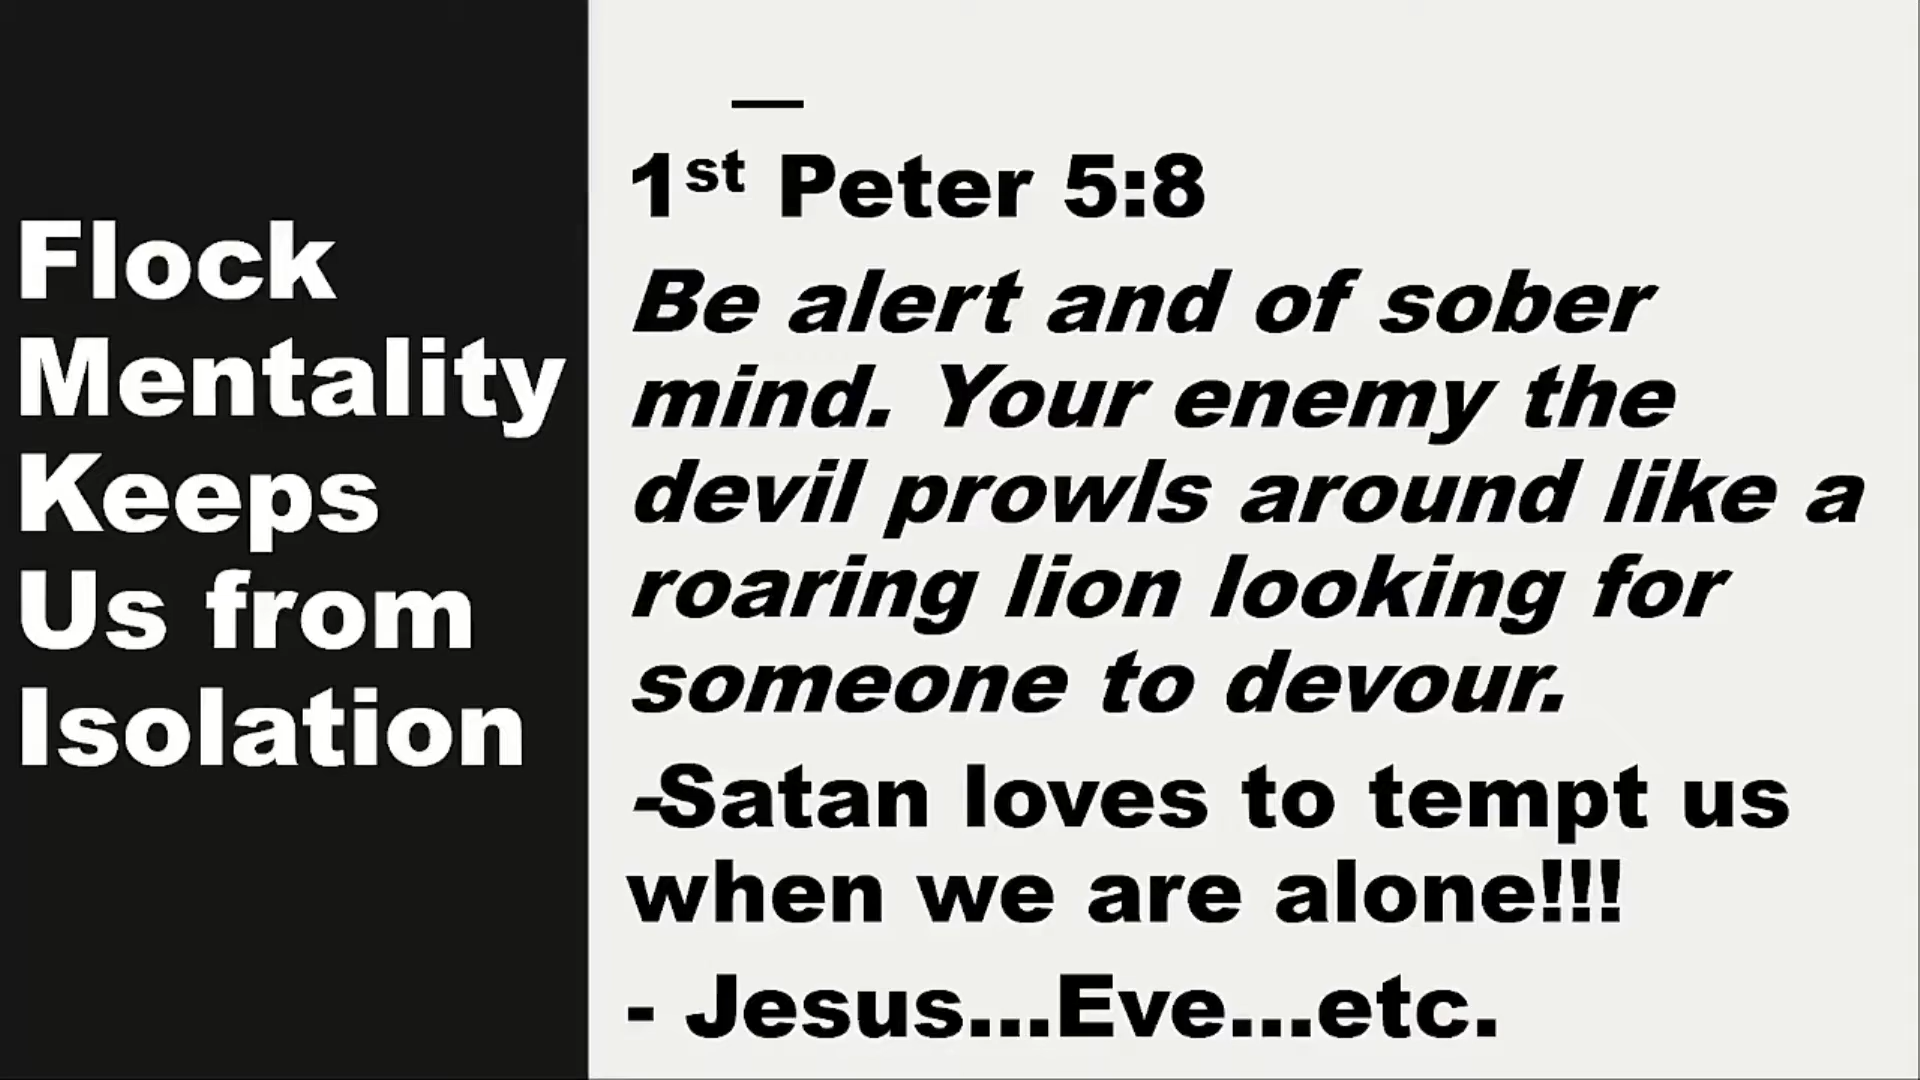 Flock
Mentality
Keeps
Us from
Isolation
1st Peter 5:8
Be alert and of sober
mind. Your enemy the
devil prowls around like a
roaring lion looking for
someone to devour.
-Satan loves to tempt us
when we are alone!!!
- Jesus...Eve...etc.